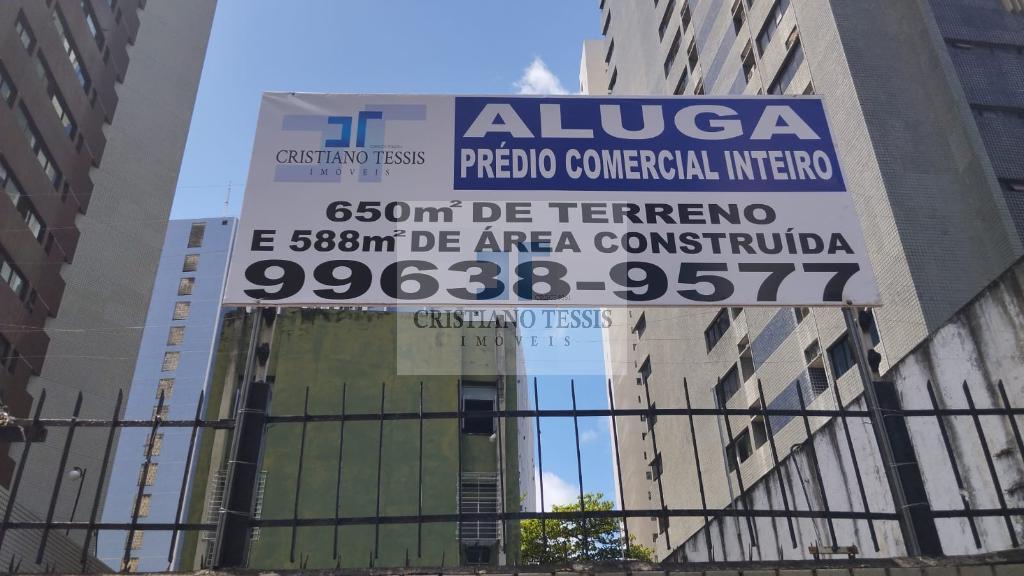 CRISTIANO TESSIS
IMÓVEIS
ALUGA
PRÉDIO COMERCIAL INTEIRO
650m² DE TERRENO
E 588m² DE ÁREA CONSTRUÍDA
99638-9577
CRISTIANO TESSIS
IMÓVEIS